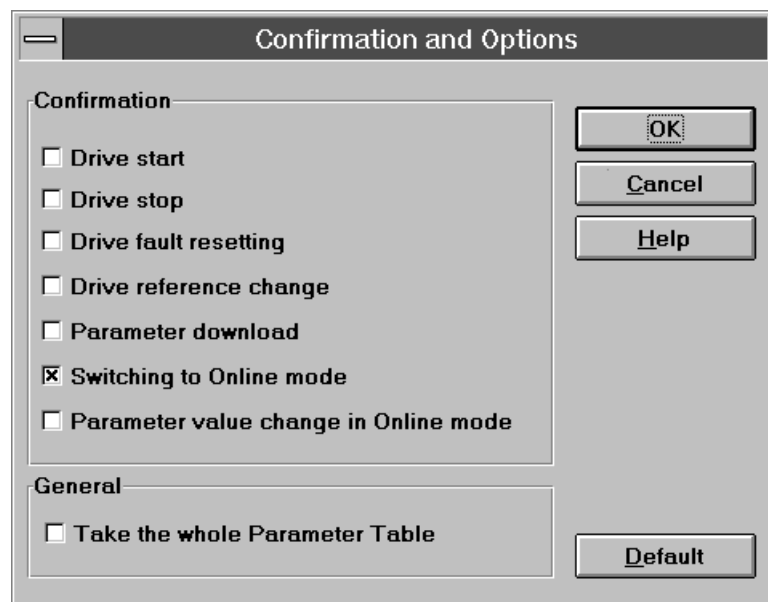 Confirmation and Options
Confirmation
Drive start
Drive stop
Drive fault resetting
Drive reference change
Parameter download
Switching to Online mode
Parameter value change in Online mode
General
Take the whole Parameter Table
OK
Cancel
Help
Default